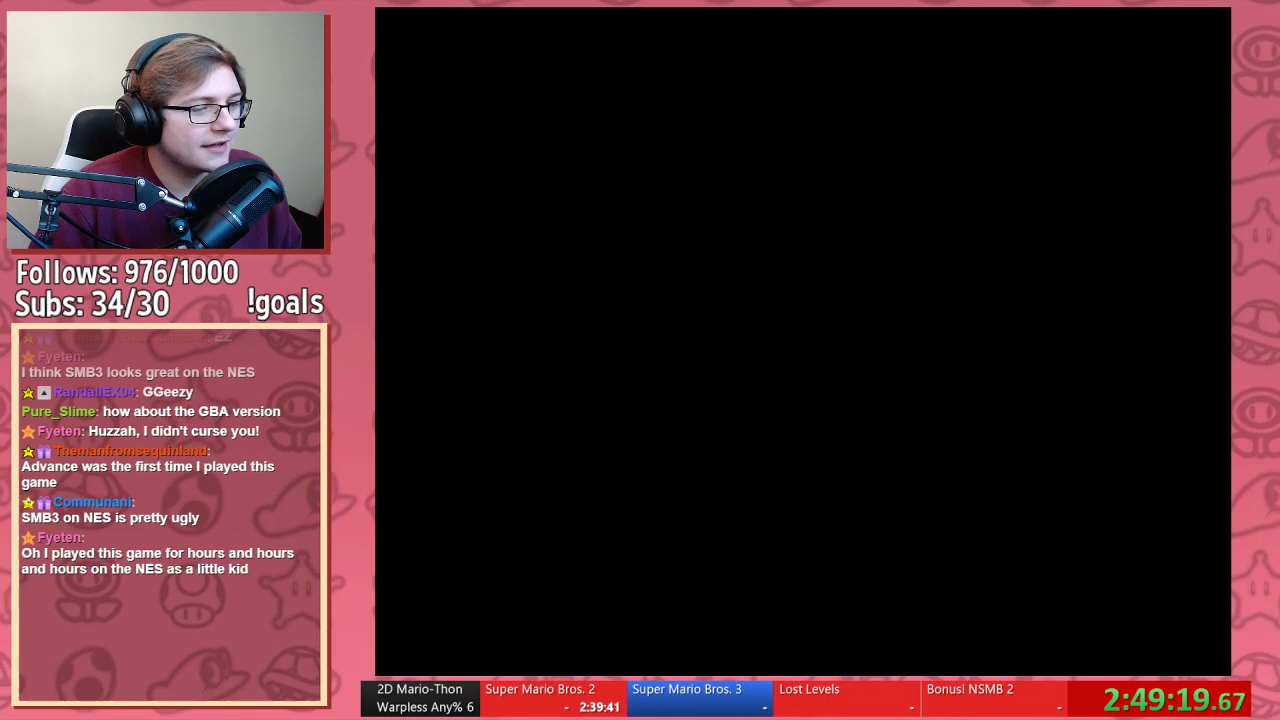 Follows: 976/1000
Subs: 34/30 !goals
: EZ
Fyeten:
I think SMB3 looks great on the NES
RandallEX04: GGeezy
Pure_Slime: how about the GBA version
Fyeten: Huzzah, I didn't curse you!
Themanfromsequinland:
Advance was the first time I played this
game
Communani:
SMB3 on NES is pretty ugly
Fyeten:
Oh I played this game for hours and hours
and hours on the NES as a little kid
2D Mario-Thon
Warpless Any% 6
Super Mario Bros. 2
- 2:39:41
Super Mario Bros. 3
-
Lost Levels
-
Bonus! NSMB 2
-
2:49:19.67